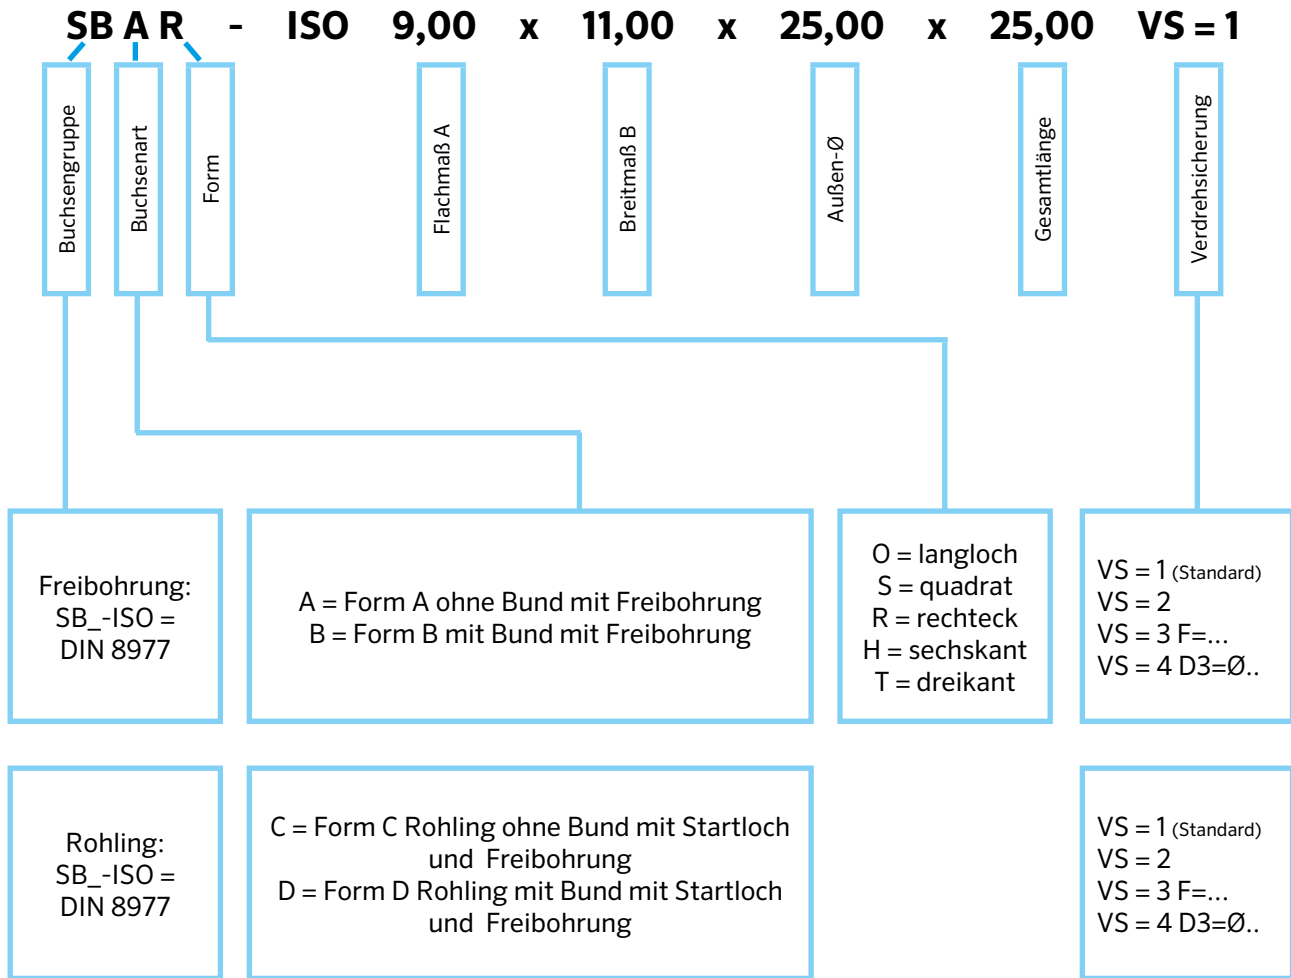 SB A R - ISO 9,00 x 11,00 x 25,00 x 25,00 VS = 1
Buchsengruppe
Buchsenart
Form
Flachmaß A
Breitmaß B
Außen-Ø
Gesamtlänge
Verdrehsicherung
Freibohrung:
SB_-ISO =
DIN 8977
A = Form A ohne Bund mit Freibohrung
B = Form B mit Bund mit Freibohrung
O = langloch
S = quadrat
R = rechteck
H = sechskant
T = dreikant
VS = 1 (Standard)
VS = 2
VS = 3 F=...
VS = 4 D3=Ø..
Rohling:
SB_-ISO =
DIN 8977
C = Form C Rohling ohne Bund mit Startloch
und Freibohrung
D = Form D Rohling mit Bund mit Startloch
und Freibohrung
VS = 1 (Standard)
VS = 2
VS = 3 F=...
VS = 4 D3=Ø..